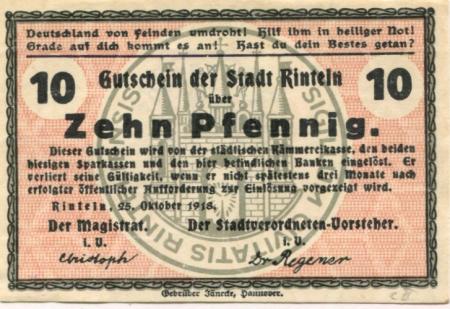 Deutschland von Feinden umdroht! Hilf ihm in heiliger Not!
Grade auf dich kommt es an! Hast du dein Bestes getan?
10 Gutschein der Stadt Rinteln 10
über
Zehn Pfennig.
Dieser Gutschein wird von der städtischen Kämmereikasse, den beiden
hiesigen Sparkassen und den hier befindlichen Banken eingelöst. Er
verliert seine Gültigkeit, wenn er nicht spätestens drei Monate nach
erfolgter öffentlicher Aufforderung zur Einlösung vorgezeigt wird.
Rinteln, 25. Oktober 1918.
Der Magistrat. Der Stadtverordneten-Vorsteher.
i. V. i. V.
Christoph Dr Regener
Gebrüder Jänecke, Hannover.